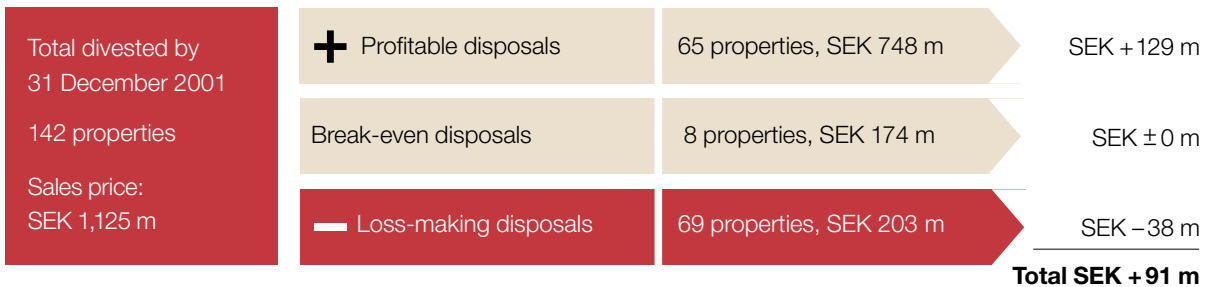 Total divested by
31 December 2001
142 properties
Sales price:
SEK 1,125 m
+ Profitable disposals
65 properties, SEK 748 m
SEK +129 m
Break-even disposals
8 properties, SEK 174 m
SEK ±0 m
– Loss-making disposals
69 properties, SEK 203 m
SEK –38 m
Total SEK +91 m